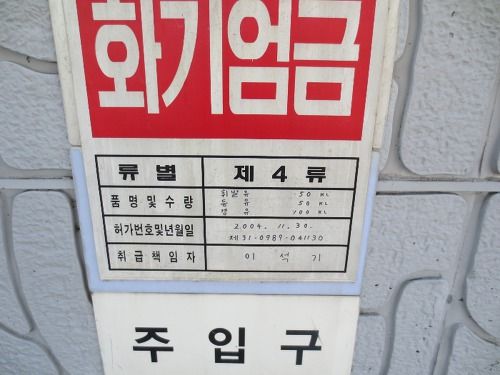 화기엄금
류별 제4류
품명및수량 휘발유 50 KL
등유 50 KL
경유 100 KL
허가번호및년월일 2004. 11. 30.
제31-0989-041130
취급책임자 이석기
주입구